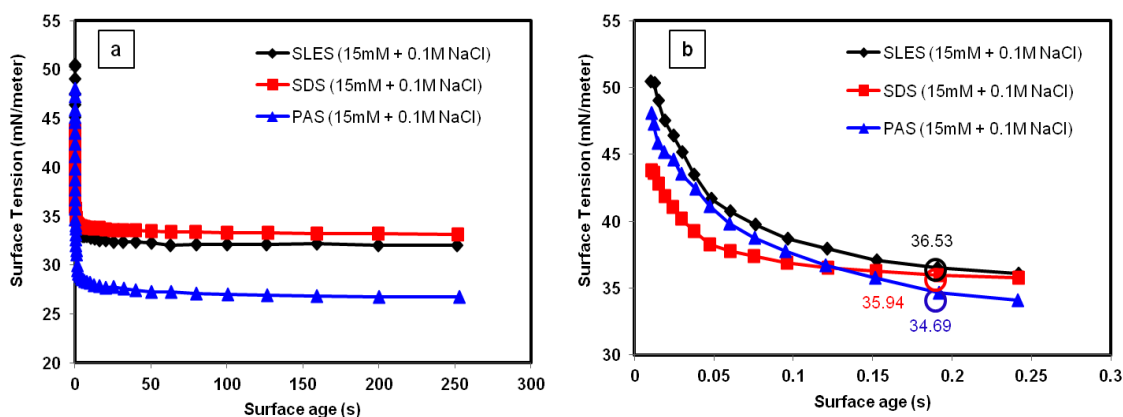 a
SLES (15mM + 0.1M NaCl)
SDS (15mM + 0.1M NaCl)
PAS (15mM + 0.1M NaCl)
Surface Tension (mN/meter)
55
50
45
40
35
30
25
20
0
50
100
150
200
250
300
Surface age (s)
b
SLES (15mM + 0.1M NaCl)
SDS (15mM + 0.1M NaCl)
PAS (15mM + 0.1M NaCl)
Surface Tension (mN/meter)
55
50
45
40
35
30
36.53
35.94
34.69
0
0.05
0.1
0.15
0.2
0.25
0.3
Surface age (s)